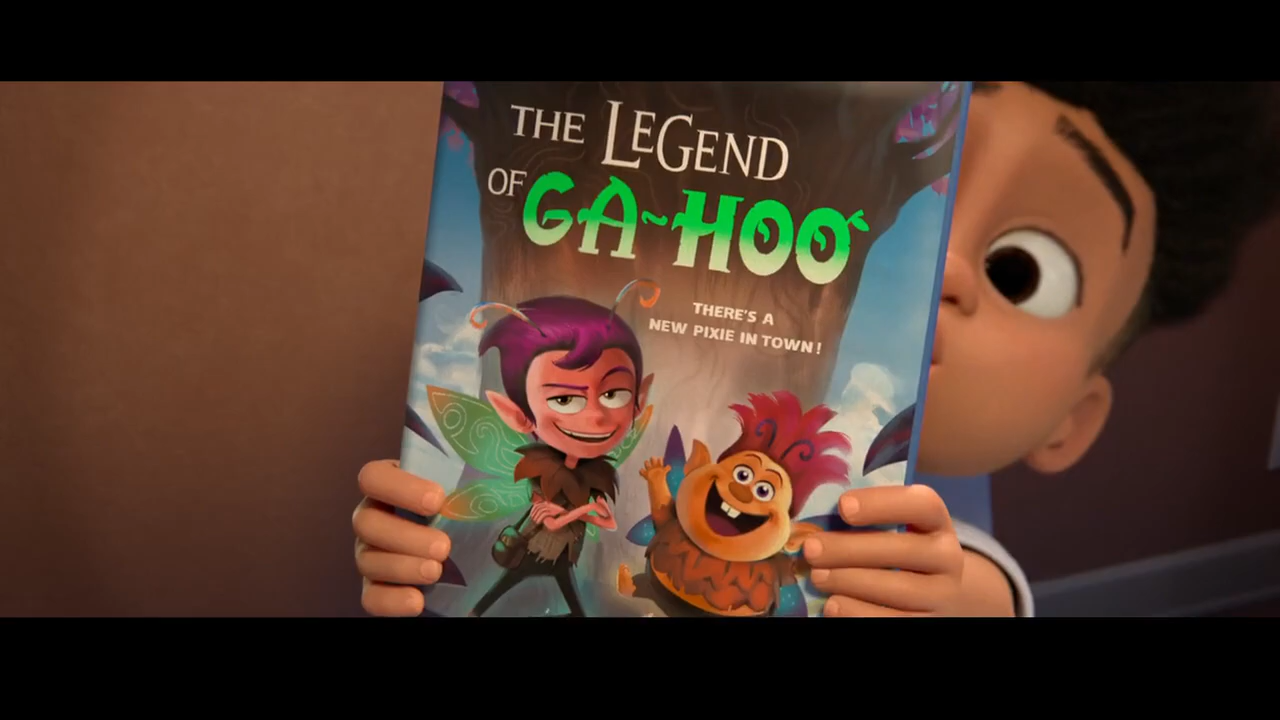 THE LEGEND
OF GA~HOO
THERE'S A
NEW PIXIE IN TOWN!